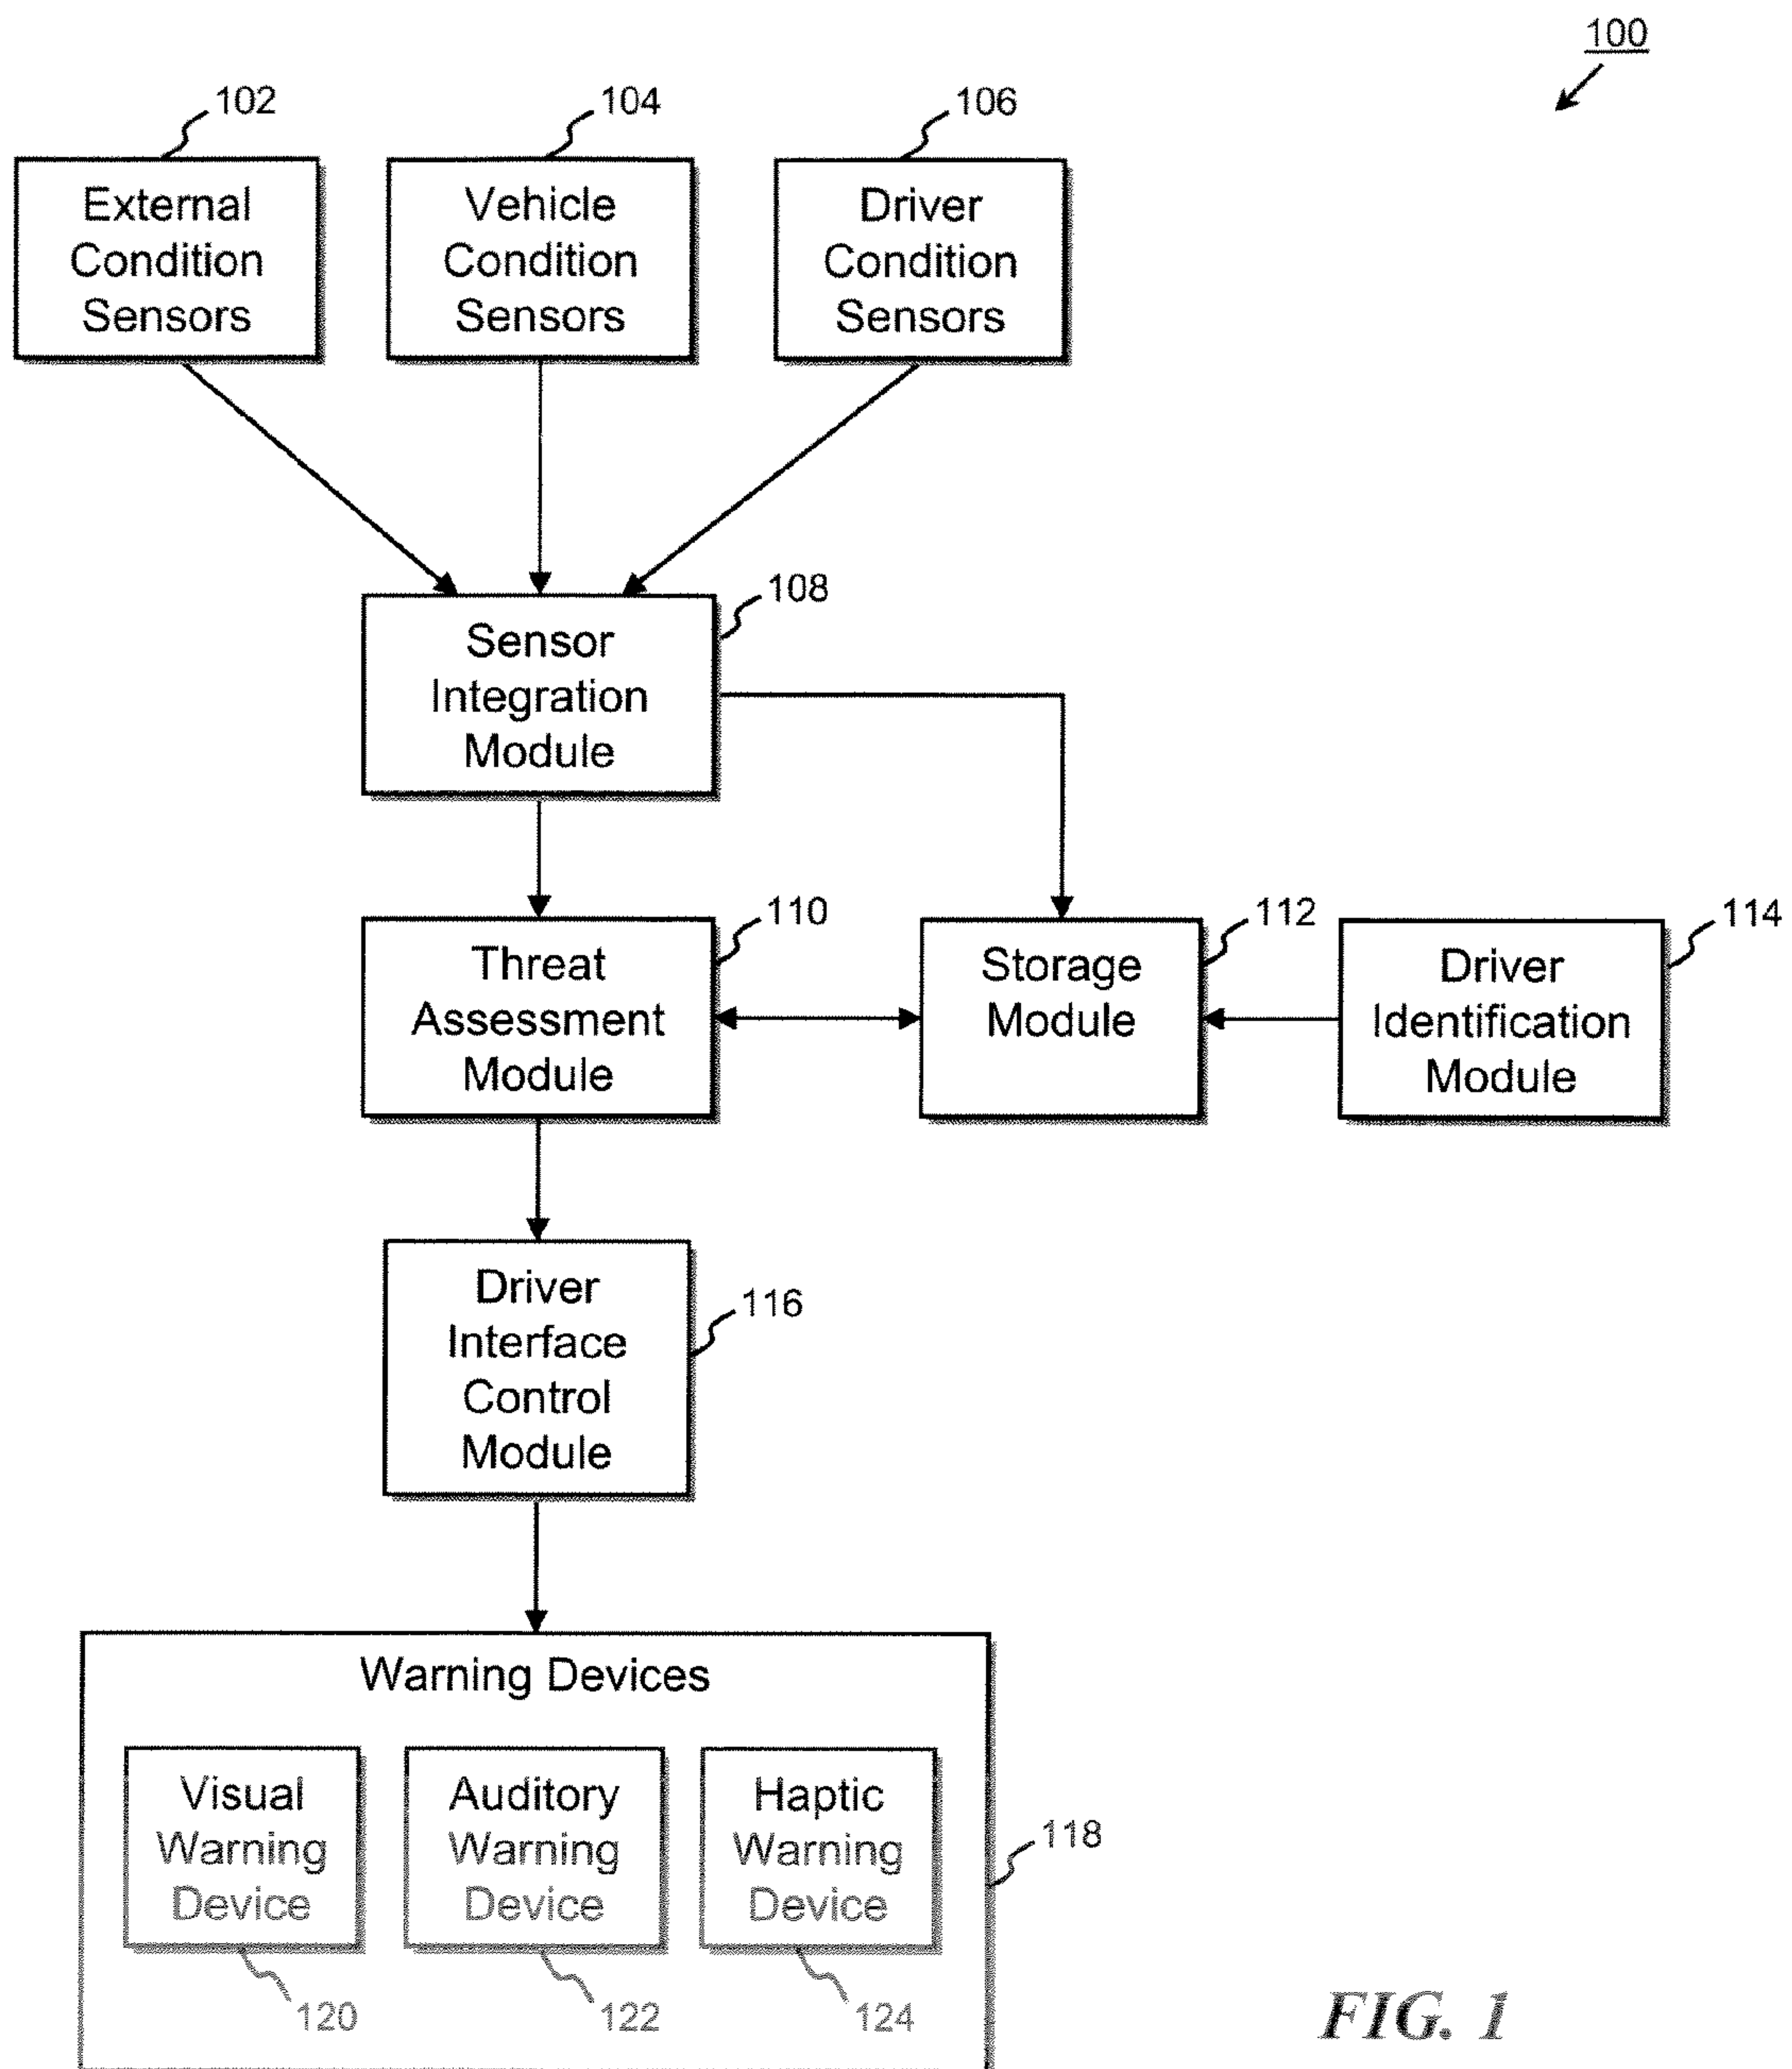 100
102
104
106
External
Condition
Sensors
Vehicle
Condition
Sensors
Driver
Condition
Sensors
108
Sensor
Integration
Module
110
112
114
Threat
Assessment
Module
Storage
Module
Driver
Identification
Module
116
Driver
Interface
Control
Module
Warning Devices
Visual
Warning
Device
Auditory
Warning
Device
Haptic
Warning
Device
118
120
122
124
FIG. 1